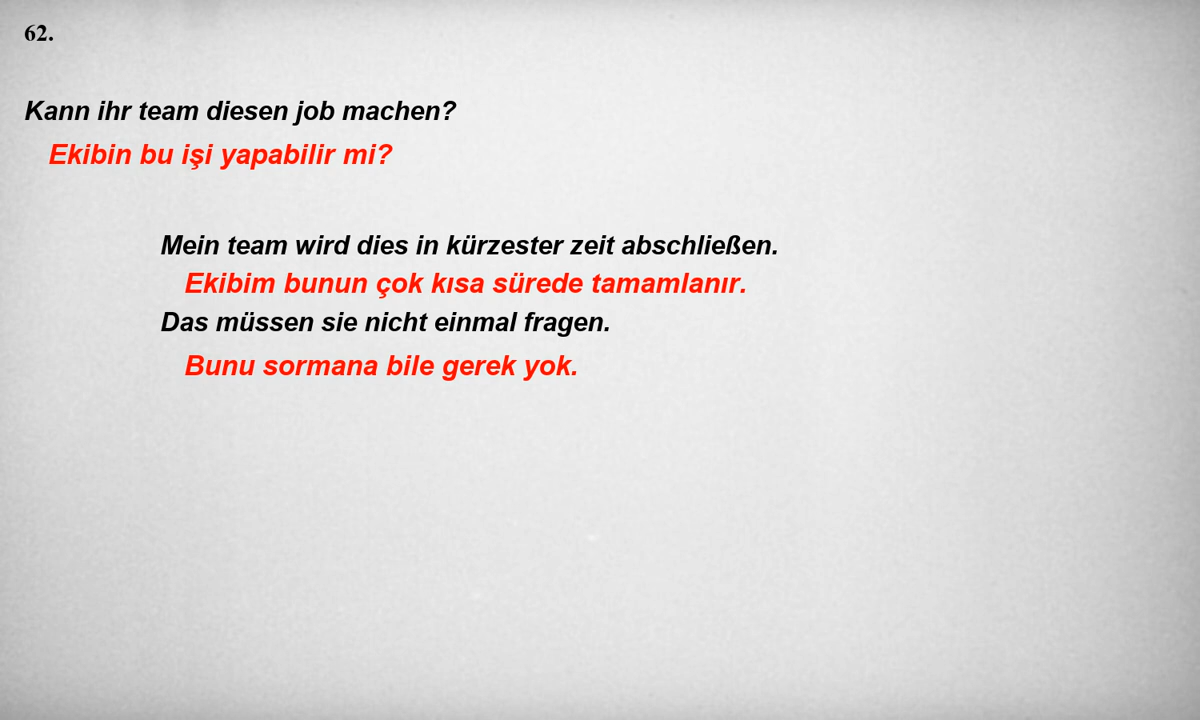 62.
Kann ihr team diesen job machen?
Ekibin bu işi yapabilir mi?
Mein team wird dies in kürzester zeit abschließen.
Ekibim bunun çok kısa sürede tamamlanır.
Das müssen sie nicht einmal fragen.
Bunu sormana bile gerek yok.